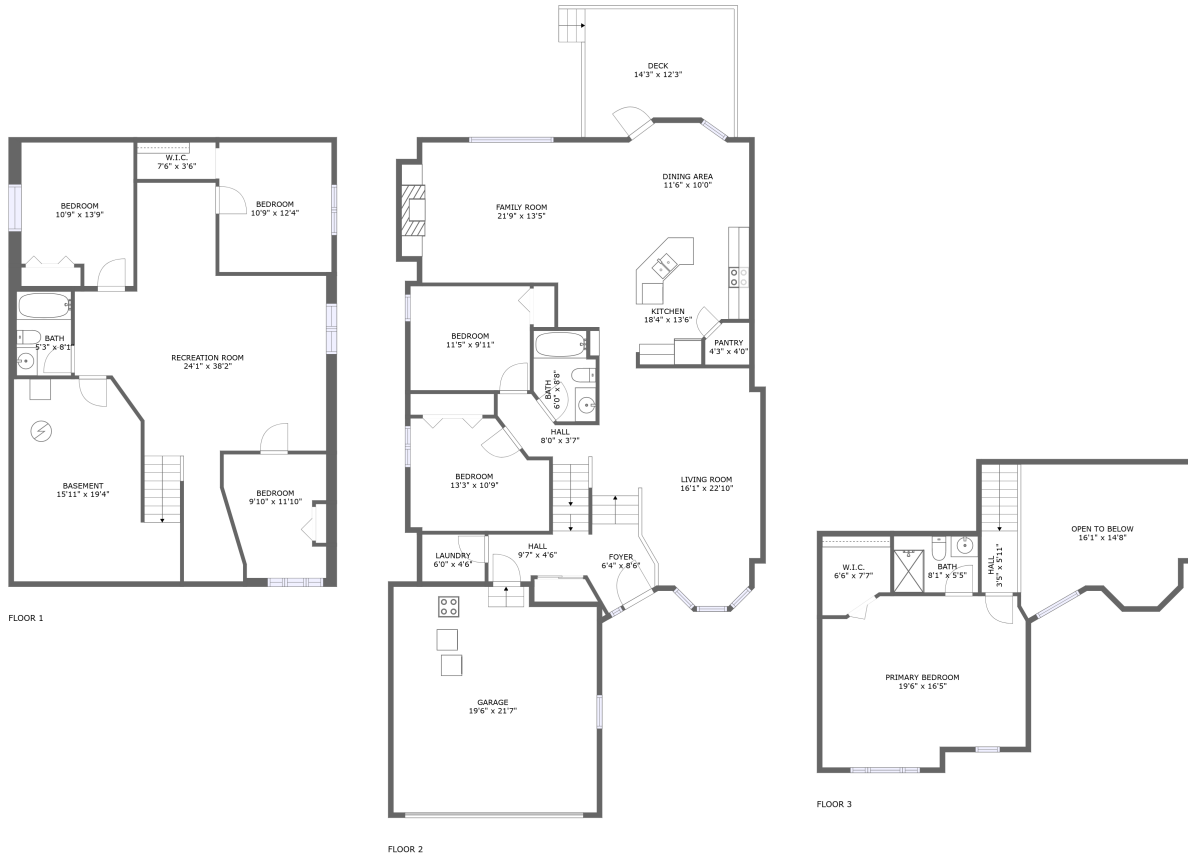 DECK
14'3" x 12'3"
W.I.C.
7'6" x 3'6"
BEDROOM
10'9" x 13'9"
BEDROOM
10'9" x 12'4"
BATH
5'3" x 8'1
RECREATION ROOM
24'1" x 38'2"
BASEMENT
15'11" x 19'4"
BEDROOM
9'10" x 11'10"
FLOOR 1
DINING AREA
11'6" x 10'0"
FAMILY ROOM
21'9" x 13'5"
KITCHEN
18'4" x 13'6"
BEDROOM
11'5" x 9'11"
PANTRY
4'3" x 4'0"
BATH
6'0" x 8'8"
HALL
8'0" x 3'7"
BEDROOM
13'3" x 10'9"
LIVING ROOM
16'1" x 22'10"
LAUNDRY
6'0" x 4'6"
HALL
9'7" x 4'6"
FOYER
6'4" x 8'6"
GARAGE
19'6" x 21'7"
FLOOR 2
OPEN TO BELOW
16'1" x 14'8"
W.I.C.
6'6" x 7'7"
BATH
8'1" x 5'5"
HALL
3'5" x 5'11"
PRIMARY BEDROOM
19'6" x 16'5"
FLOOR 3